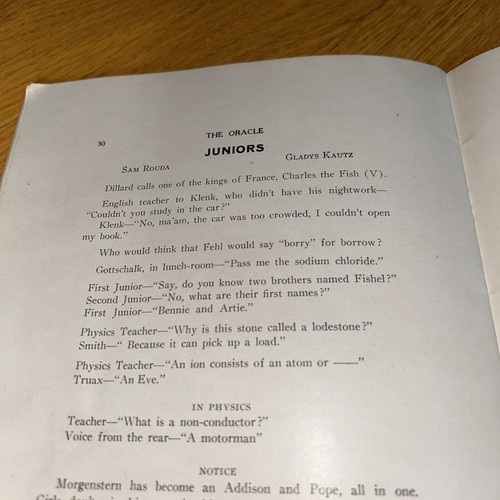 30
THE ORACLE
JUNIORS
SAM ROUDA
GLADYS KAUTZ
Dillard calls one of the kings of France, Charles the Fish (V).
English teacher to Klenk, who didn't have his nightwork—
"Couldn't you study in the car?"
Klenk—"No, ma'am, the car was too crowded, I couldn't open
my book."
Who would think that Fehl would say "borry" for borrow?
Gottschalk, in lunch-room—"Pass me the sodium chloride."
First Junior—"Say, do you know two brothers named Fishel?"
Second Junior—"No, what are their first names?"
First Junior—"Bennie and Artie."
Physics Teacher—"Why is this stone called a lodestone?"
Smith—" Because it can pick up a load."
Physics Teacher—"An ion consists of an atom or ——"
Truax—"An Eve."
IN PHYSICS
Teacher—"What is a non-conductor?"
Voice from the rear—"A motorman"
NOTICE
Morgenstern has become an Addison and Pope, all in one.